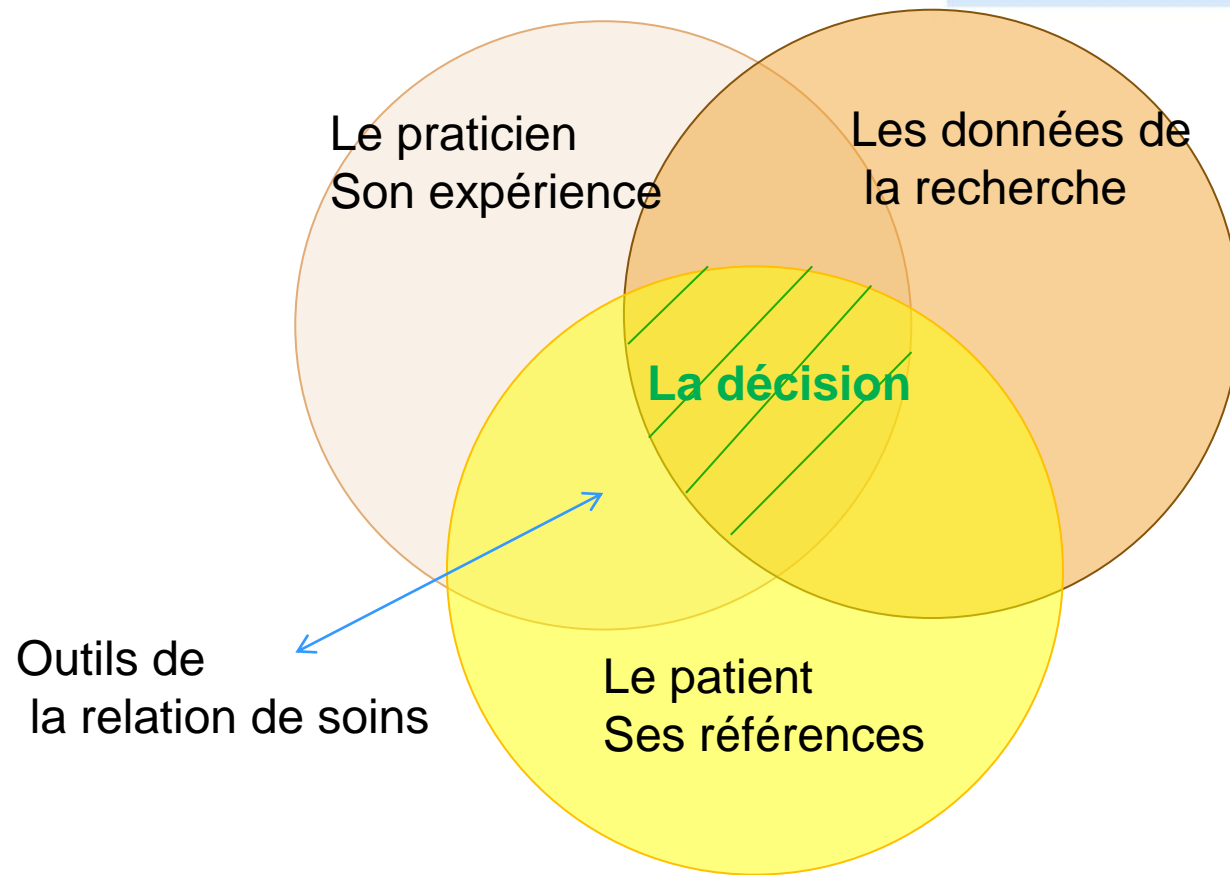 Le praticien
Son expérience
Les données de
la recherche
La décision
Outils de
la relation de soins
Le patient
Ses références